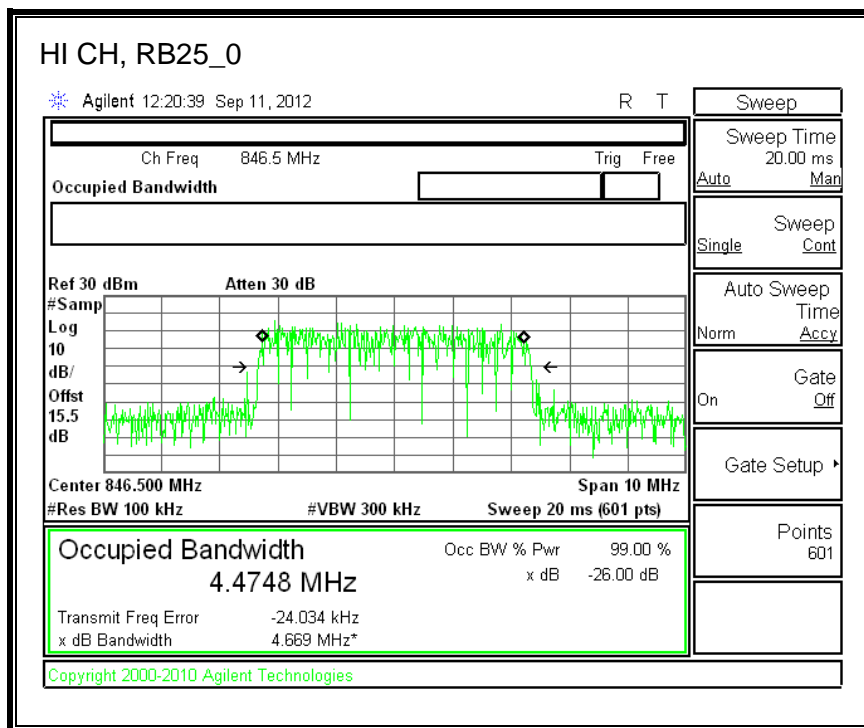 HI CH, RB25_0
Agilent 12:20:39 Sep 11, 2012 R T
Ch Freq 846.5 MHz Trig Free
Occupied Bandwidth
Ref 30 dBm Atten 30 dB
#Samp
Log
10
dB/
Offst
15.5
dB
Center 846.500 MHz Span 10 MHz
#Res BW 100 kHz #VBW 300 kHz Sweep 20 ms (601 pts)
Occupied Bandwidth Occ BW % Pwr 99.00 %
4.4748 MHz x dB -26.00 dB
Transmit Freq Error -24.034 kHz
x dB Bandwidth 4.669 MHz*
Copyright 2000-2010 Agilent Technologies
Sweep
Sweep Time
20.00 ms
Auto Man
Sweep
Single Cont
Auto Sweep
Time
Norm Accy
Gate
On Off
Gate Setup
Points
601